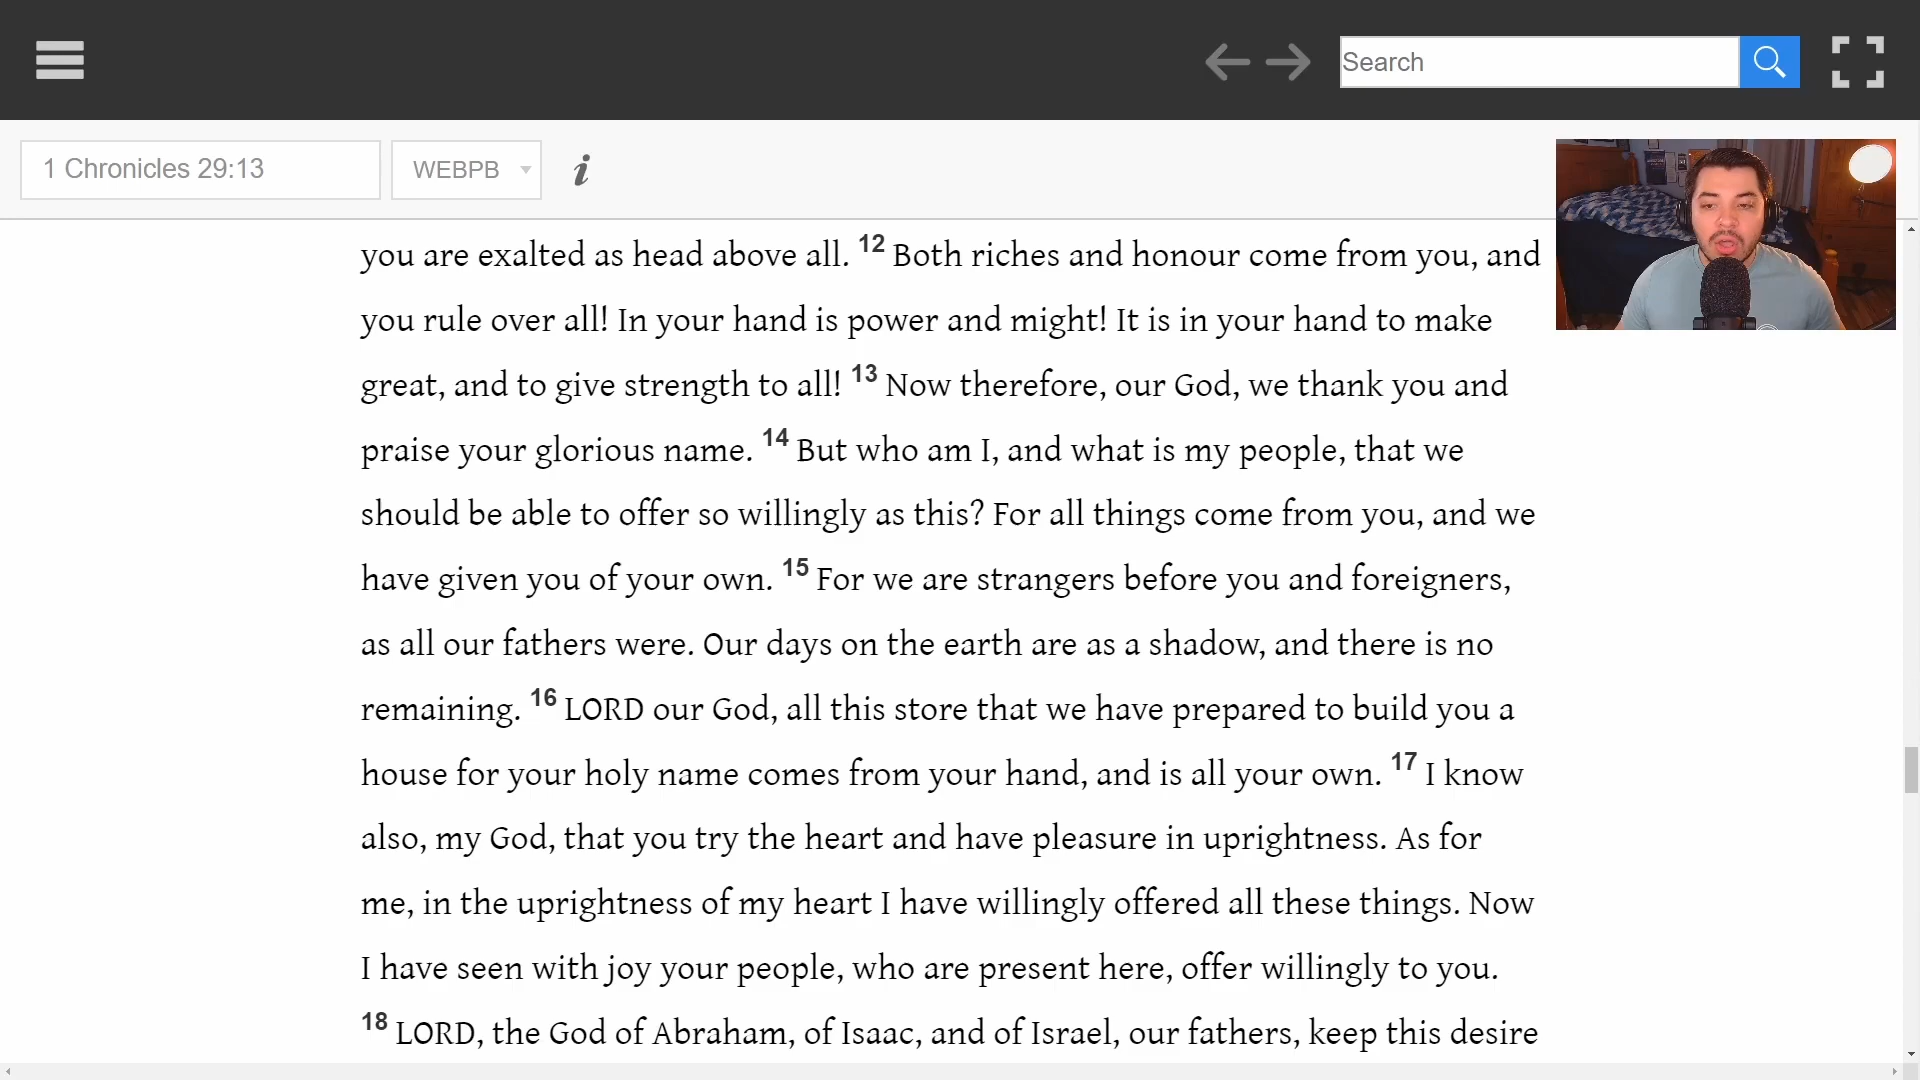 Search
1 Chronicles 29:13
WEBPB
i
you are exalted as head above all. 12 Both riches and honour come from you, and
you rule over all! In your hand is power and might! It is in your hand to make
great, and to give strength to all! 13 Now therefore, our God, we thank you and
praise your glorious name. 14 But who am I, and what is my people, that we
should be able to offer so willingly as this? For all things come from you, and we
have given you of your own. 15 For we are strangers before you and foreigners,
as all our fathers were. Our days on the earth are as a shadow, and there is no
remaining. 16 LORD our God, all this store that we have prepared to build you a
house for your holy name comes from your hand, and is all your own. 17 I know
also, my God, that you try the heart and have pleasure in uprightness. As for
me, in the uprightness of my heart I have willingly offered all these things. Now
I have seen with joy your people, who are present here, offer willingly to you.
18 LORD, the God of Abraham, of Isaac, and of Israel, our fathers, keep this desire